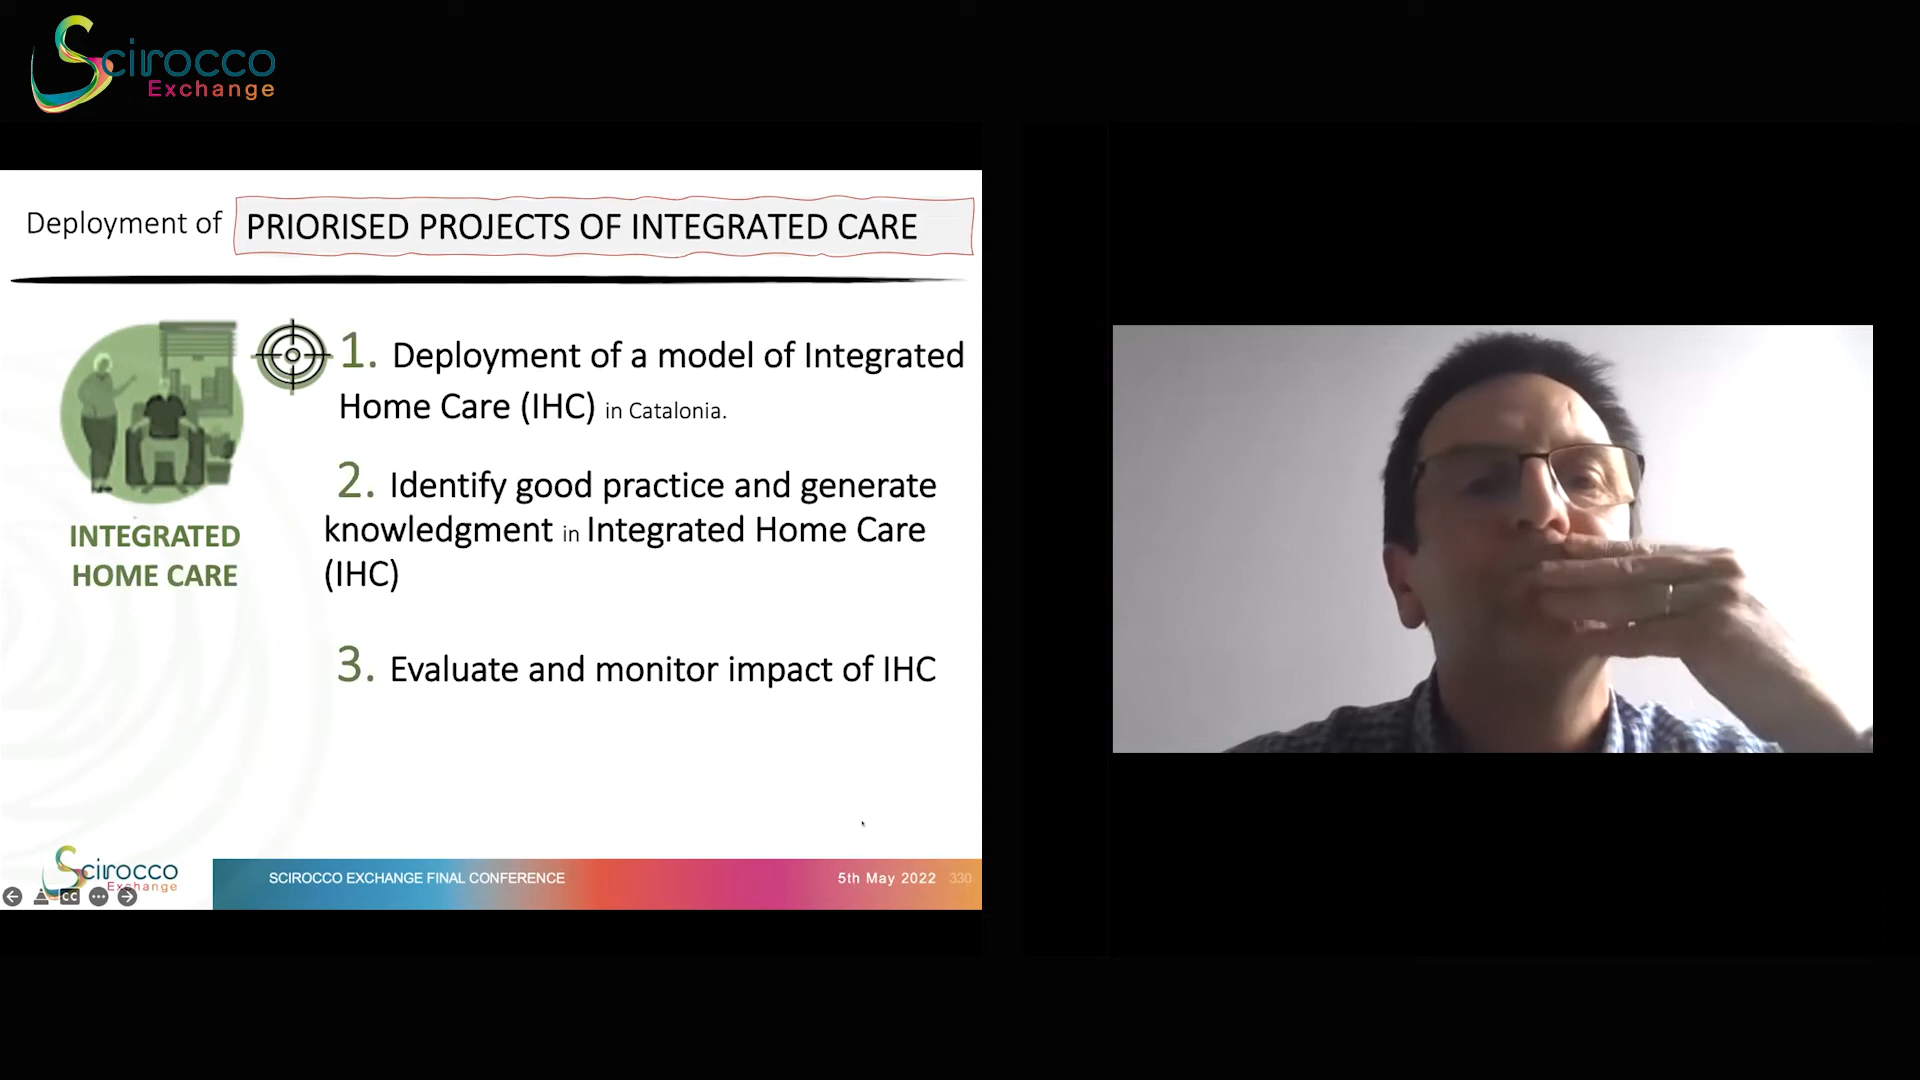 Scirocco
Exchange
Deployment of PRIORISED PROJECTS OF INTEGRATED CARE
1. Deployment of a model of Integrated
Home Care (IHC) in Catalonia.
2. Identify good practice and generate
knowledgment in Integrated Home Care
(IHC)
3. Evaluate and monitor impact of IHC
INTEGRATED
HOME CARE
Scirocco
Exchange
CC
SCIROCCO EXCHANGE FINAL CONFERENCE
5th May 2022 330